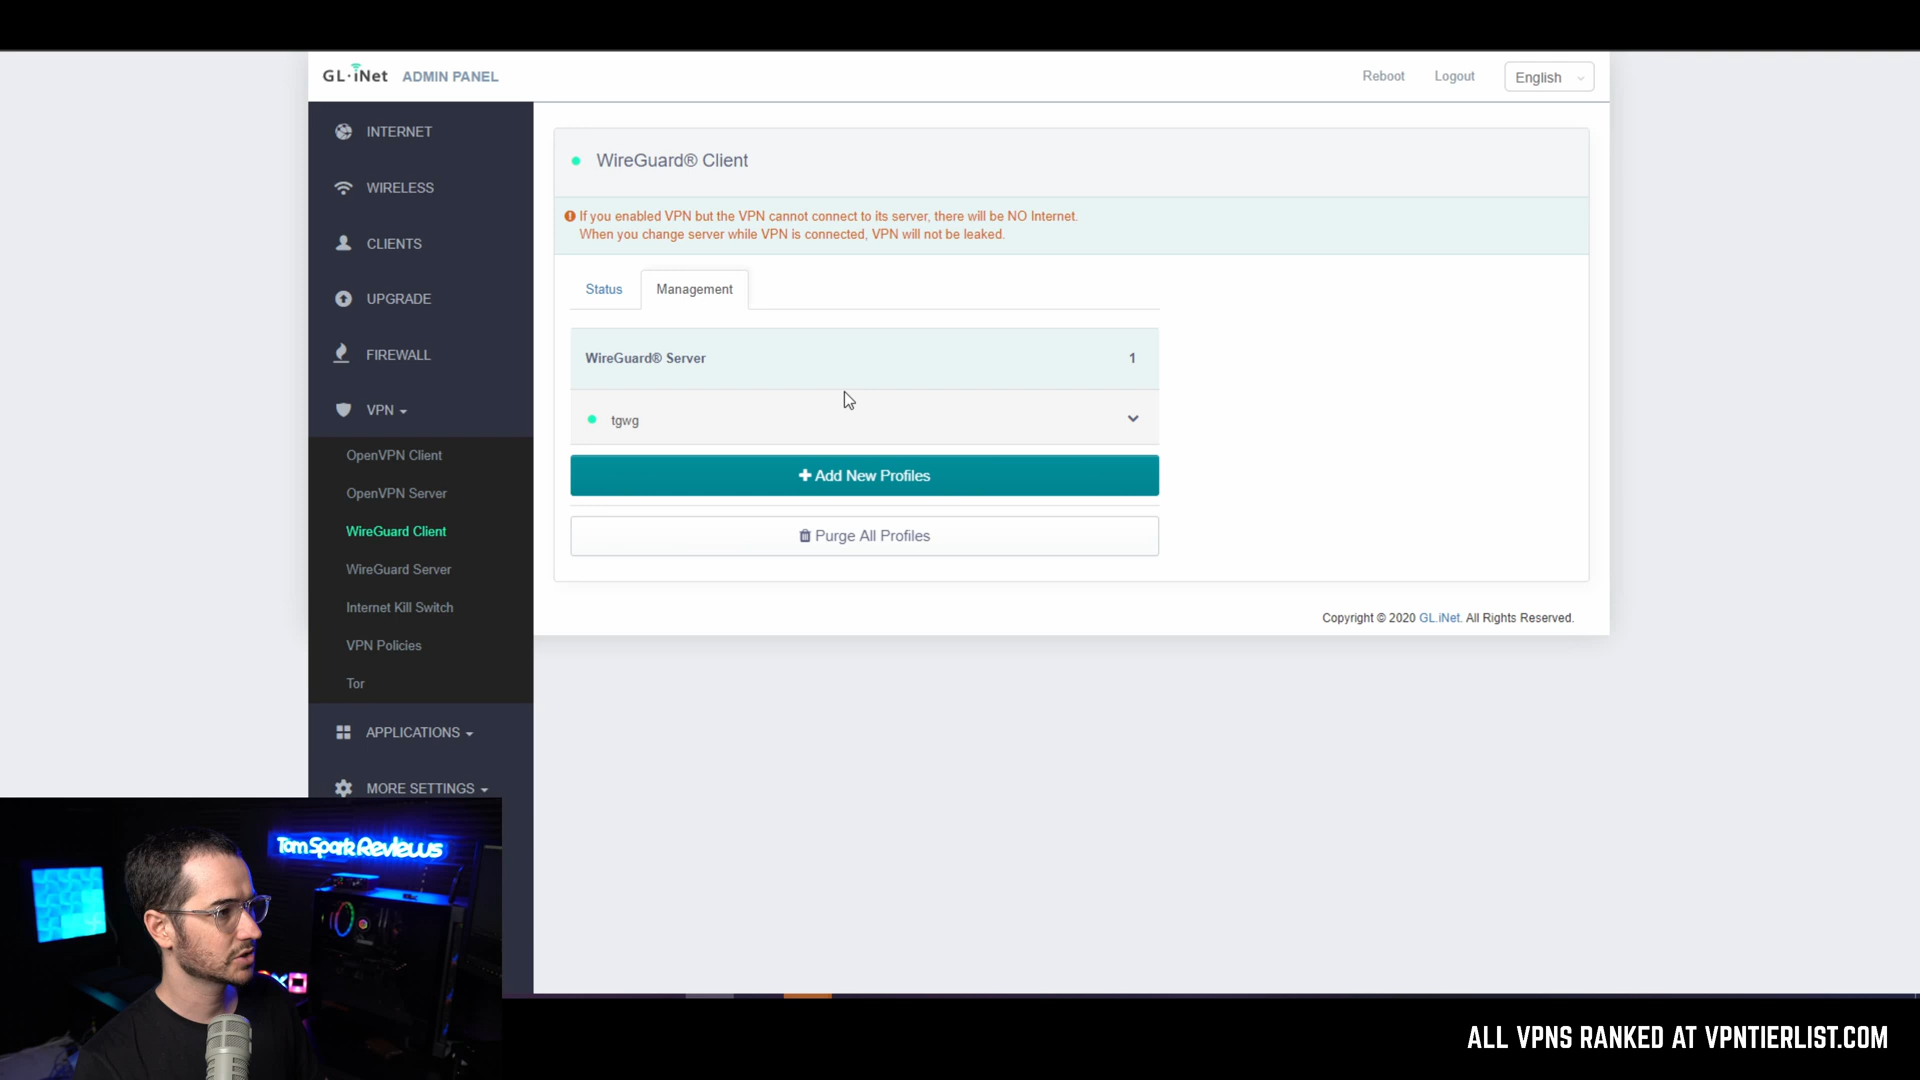 GL·iNet ADMIN PANEL
Reboot
Logout
English
INTERNET
WIRELESS
CLIENTS
UPGRADE
FIREWALL
VPN
OpenVPN Client
OpenVPN Server
WireGuard Client
WireGuard Server
Internet Kill Switch
VPN Policies
Tor
APPLICATIONS
MORE SETTINGS
WireGuard® Client
If you enabled VPN but the VPN cannot connect to its server, there will be NO Internet.
When you change server while VPN is connected, VPN will not be leaked.
Status
Management
WireGuard® Server 1
tgwg
Add New Profiles
Purge All Profiles
Copyright © 2020 GL.iNet. All Rights Reserved.
Tom Spark Reviews
ALL VPNS RANKED AT VPNTIERLIST.COM